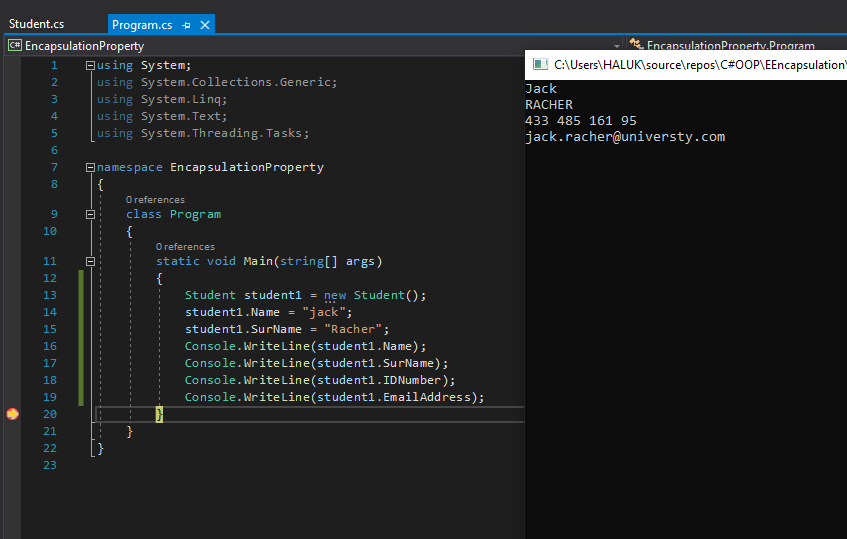 Student.cs
Program.cs
C# EncapsulationProperty
EncapsulationProperty.Program
1 using System;
2 using System.Collections.Generic;
3 using System.Linq;
4 using System.Text;
5 using System.Threading.Tasks;
6
7 namespace EncapsulationProperty
8 {
0 references
9 class Program
10 {
0 references
11 static void Main(string[] args)
12 {
13 Student student1 = new Student();
14 student1.Name = "jack";
15 student1.SurName = "Racher";
16 Console.WriteLine(student1.Name);
17 Console.WriteLine(student1.SurName);
18 Console.WriteLine(student1.IDNumber);
19 Console.WriteLine(student1.EmailAddress);
20 }
21 }
22 }
23
C:\Users\HALUK\source\repos\C#OOP\EEncapsulation\
Jack
RACHER
433 485 161 95
jack.racher@universty.com